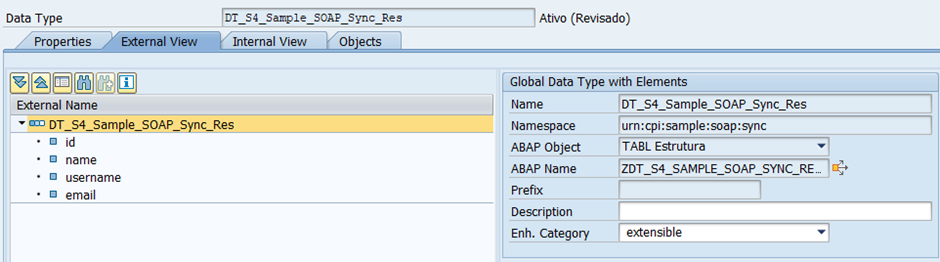 Data Type DT_S4_Sample_SOAP_Sync_Res Ativo (Revisado)
Properties External View Internal View Objects
External Name
DT_S4_Sample_SOAP_Sync_Res
id
name
username
email
Global Data Type with Elements
Name DT_S4_Sample_SOAP_Sync_Res
Namespace urn:cpi:sample:soap:sync
ABAP Object TABL Estrutura
ABAP Name ZDT_S4_SAMPLE_SOAP_SYNC_RE...
Prefix
Description
Enh. Category extensible